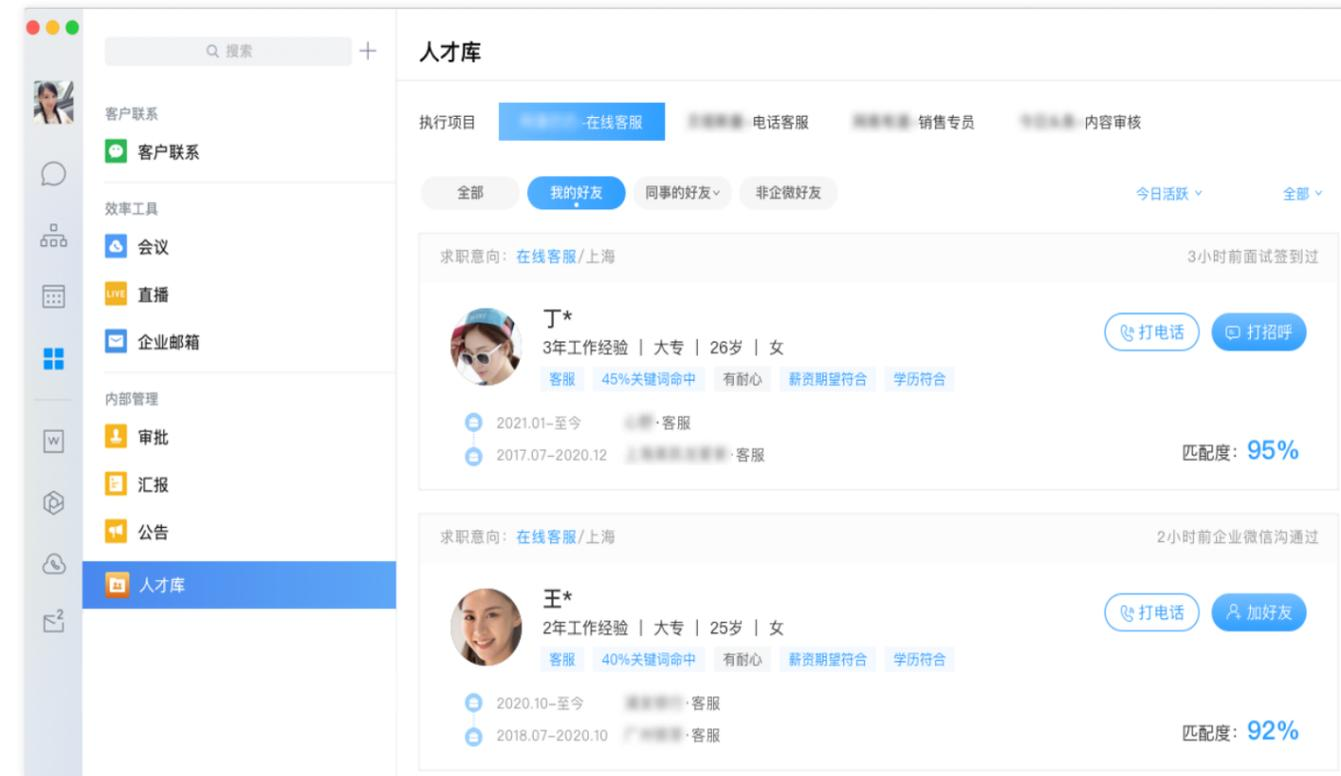 搜索
客户联系
客户联系
效率工具
会议
LIVE 直播
企业邮箱
内部管理
审批
汇报
公告
人才库
W
2
人才库
执行项目 -在线客服 -电话客服 -销售专员 -内容审核
全部 我的好友 同事的好友 非企微好友 今日活跃 全部
求职意向：在线客服/上海 3小时前面试签到过
丁*
3年工作经验 | 大专 | 26岁 | 女
打电话 打招呼
客服 45%关键词命中 有耐心 薪资期望符合 学历符合
2021.01-至今 ·客服
2017.07-2020.12 ·客服
匹配度：95%
求职意向：在线客服/上海 2小时前企业微信沟通过
王*
2年工作经验 | 大专 | 25岁 | 女
打电话 加好友
客服 40%关键词命中 有耐心 薪资期望符合 学历符合
2020.10-至今 ·客服
2018.07-2020.10 ·客服
匹配度：92%